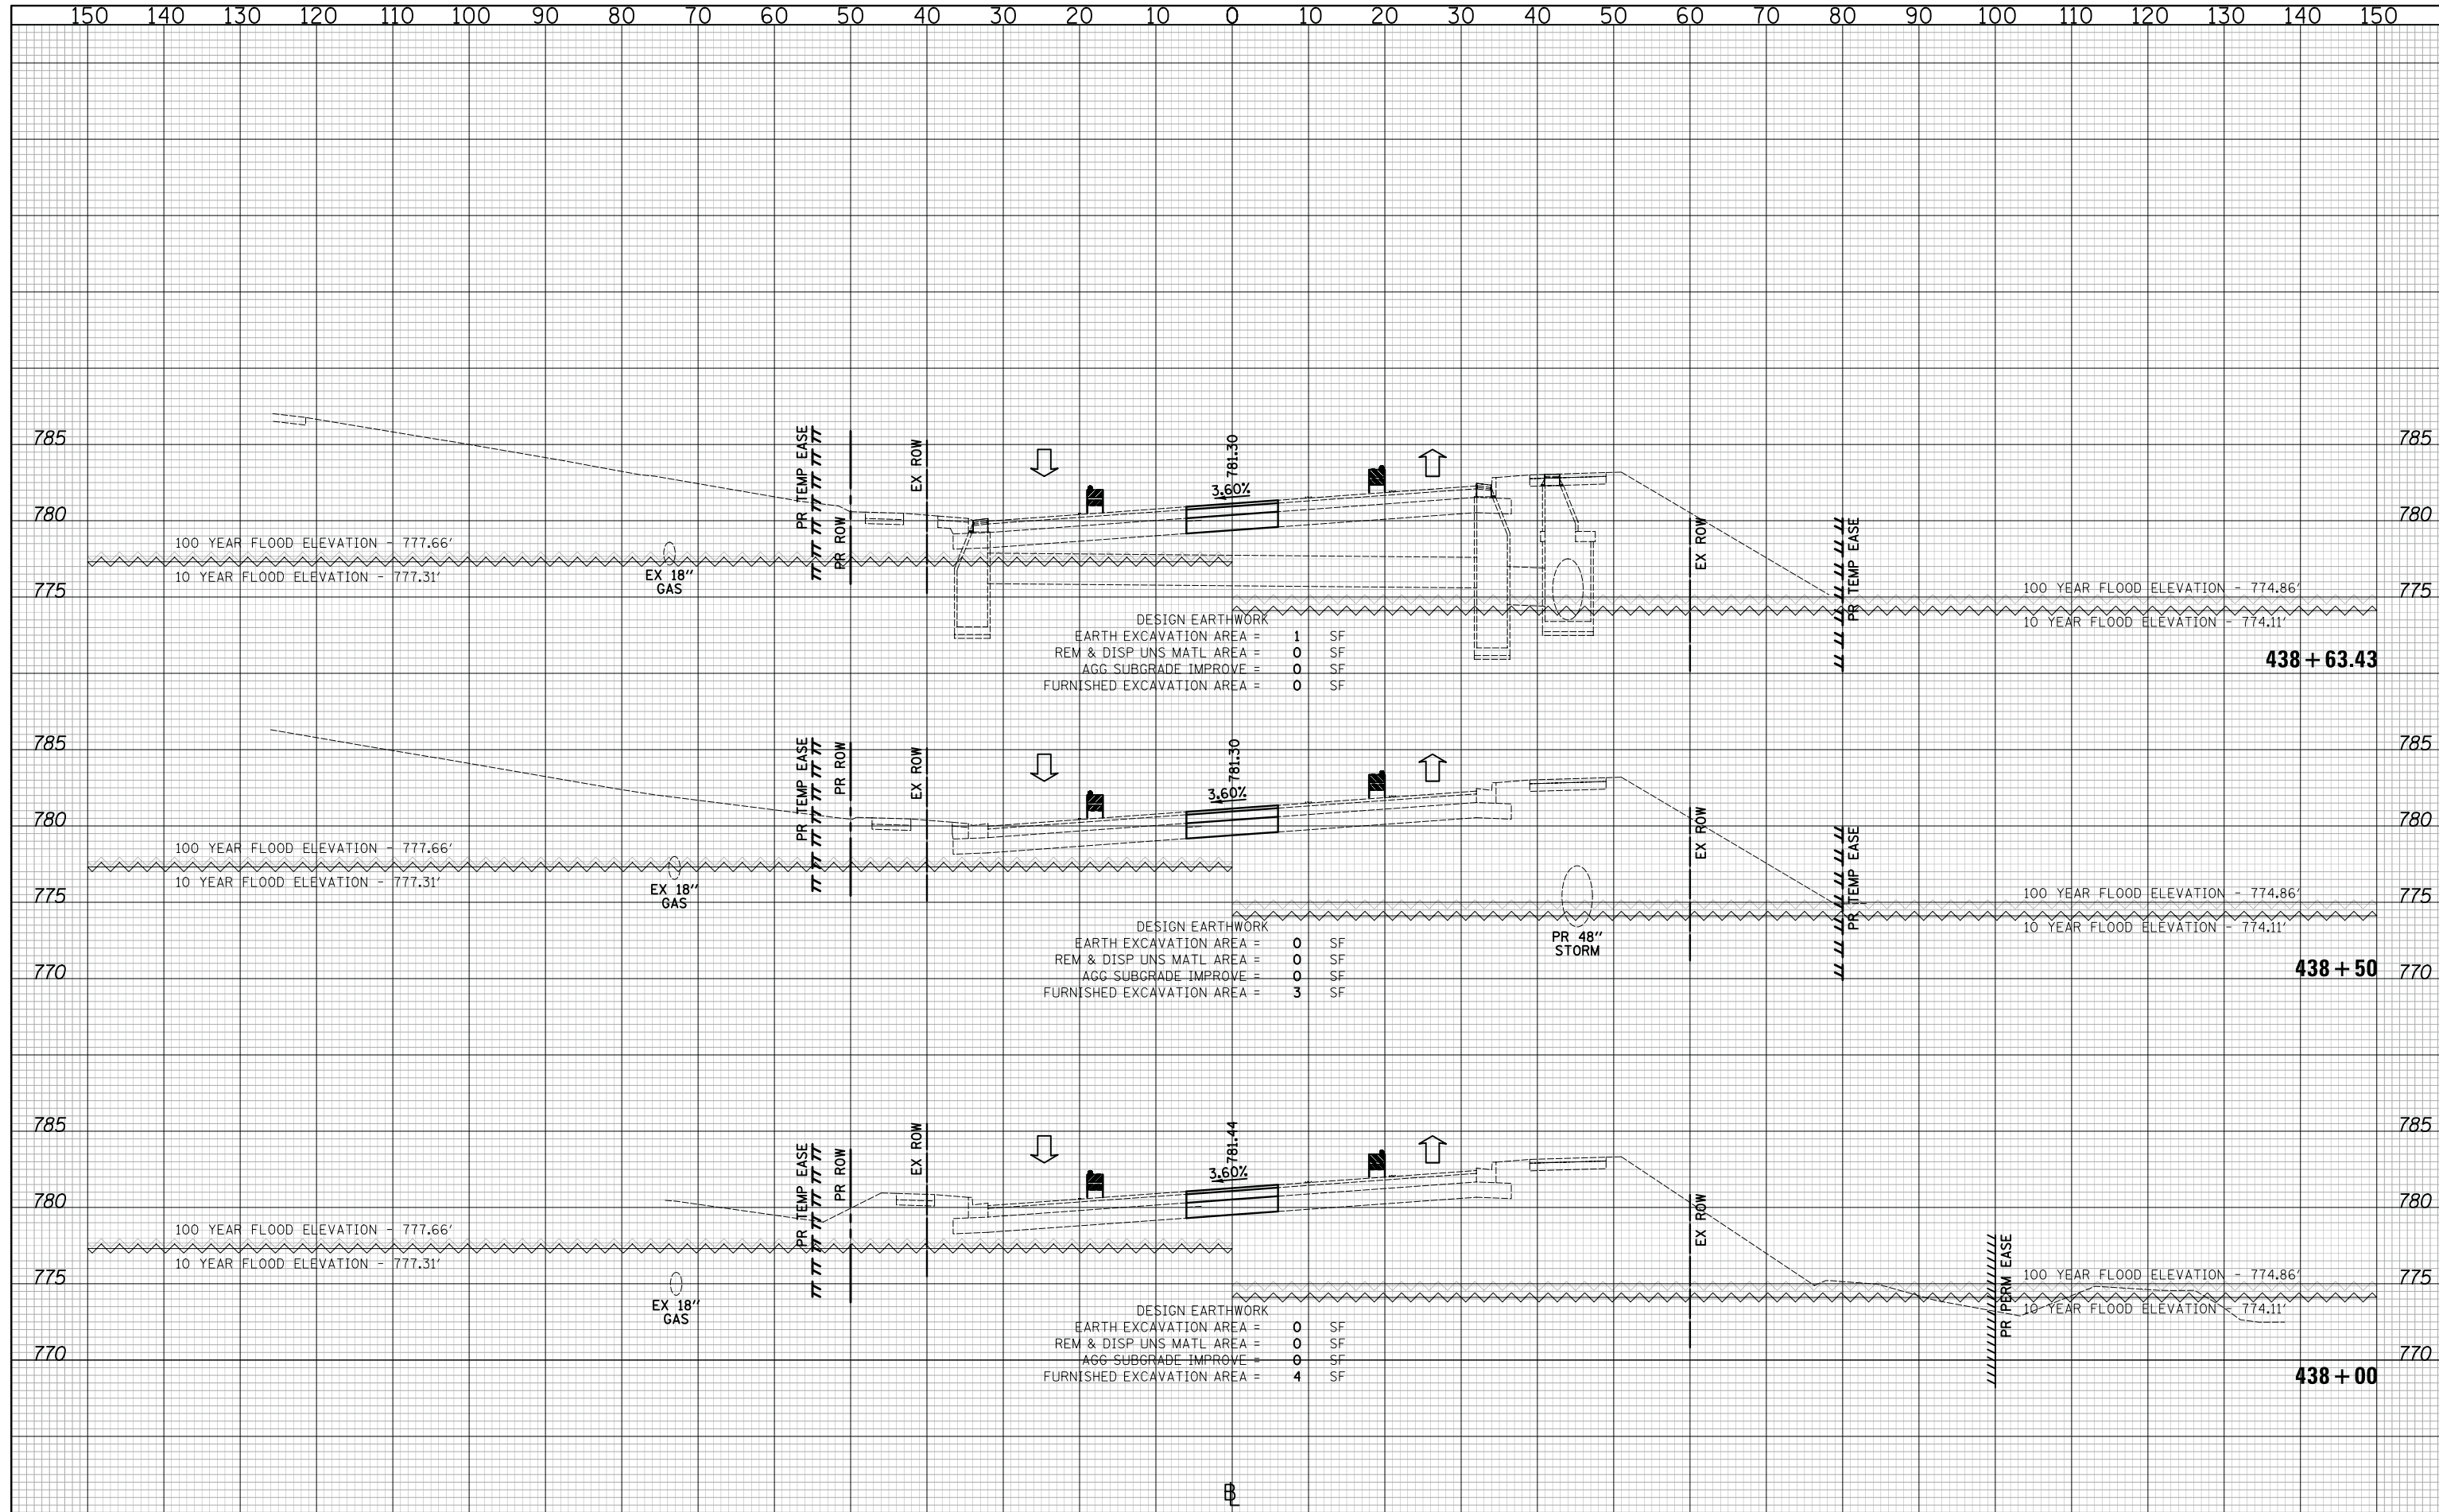 150 140 130 120 110 100 90 80 70 60 50 40 30 20 10 0 10 20 30 40 50 60 70 80 90 100 110 120 130 140 150
785 785
PR TEMP EASE
PR ROW
EX ROW
781.30
3.60%
780 780
EX ROW
PR TEMP EASE
100 YEAR FLOOD ELEVATION - 777.66'
10 YEAR FLOOD ELEVATION - 777.31'
EX 18"
GAS
775 775
100 YEAR FLOOD ELEVATION - 774.86'
10 YEAR FLOOD ELEVATION - 774.11'
DESIGN EARTHWORK
EARTH EXCAVATION AREA = 1 SF
REM & DISP UNS MATL AREA = 0 SF
AGG SUBGRADE IMPROVE = 0 SF
FURNISHED EXCAVATION AREA = 0 SF
438+63.43
785 785
PR TEMP EASE
PR ROW
EX ROW
781.30
3.60%
780 780
EX ROW
PR TEMP EASE
100 YEAR FLOOD ELEVATION - 777.66'
10 YEAR FLOOD ELEVATION - 777.31'
EX 18"
GAS
775 775
100 YEAR FLOOD ELEVATION - 774.86'
10 YEAR FLOOD ELEVATION - 774.11'
PR 48"
STORM
DESIGN EARTHWORK
EARTH EXCAVATION AREA = 0 SF
REM & DISP UNS MATL AREA = 0 SF
AGG SUBGRADE IMPROVE = 0 SF
FURNISHED EXCAVATION AREA = 3 SF
438+50
770 770
785 785
PR TEMP EASE
PR ROW
EX ROW
781.44
3.60%
780 780
EX ROW
PR PERM EASE
100 YEAR FLOOD ELEVATION - 777.66'
10 YEAR FLOOD ELEVATION - 777.31'
EX 18"
GAS
775 775
100 YEAR FLOOD ELEVATION - 774.86'
10 YEAR FLOOD ELEVATION - 774.11'
DESIGN EARTHWORK
EARTH EXCAVATION AREA = 0 SF
REM & DISP UNS MATL AREA = 0 SF
AGG SUBGRADE IMPROVE = 0 SF
FURNISHED EXCAVATION AREA = 4 SF
770 770
438+00
BL